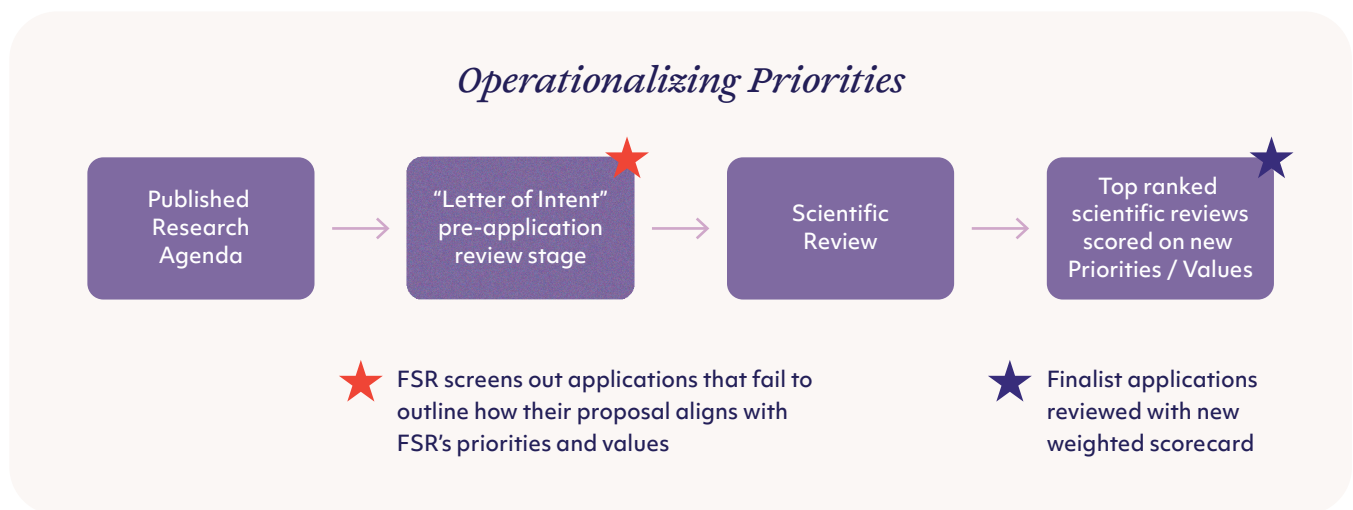 Operationalizing Priorities
Published
Research
Agenda
“Letter of Intent”
pre-application
review stage
Scientific
Review
Top ranked
scientific reviews
scored on new
Priorities / Values
FSR screens out applications that fail to
outline how their proposal aligns with
FSR’s priorities and values
Finalist applications
reviewed with new
weighted scorecard